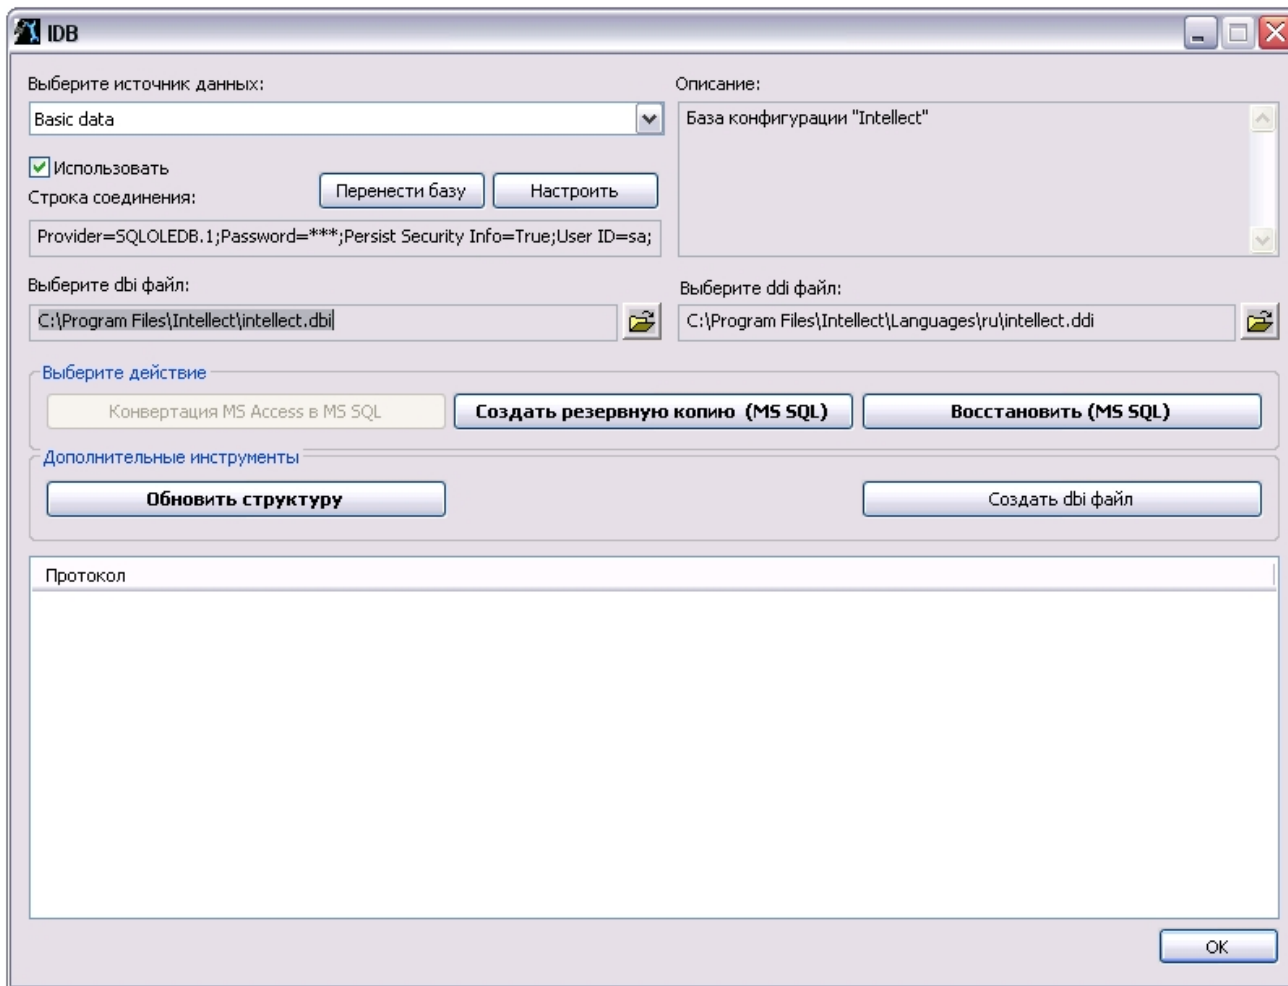 IDB
Выберите источник данных:
Описание:
Basic data
База конфигурации "Intellect"
Использовать
Строка соединения:
Перенести базу
Настроить
Provider=SQLOLEDB.1;Password=***;Persist Security Info=True;User ID=sa;
Выберите dbi файл:
Выберите ddi файл:
C:\Program Files\Intellect\intellect.dbi
C:\Program Files\Intellect\Languages\ru\intellect.ddi
Выберите действие
Конвертация MS Access в MS SQL
Создать резервную копию (MS SQL)
Восстановить (MS SQL)
Дополнительные инструменты
Обновить структуру
Создать dbi файл
Протокол
OK